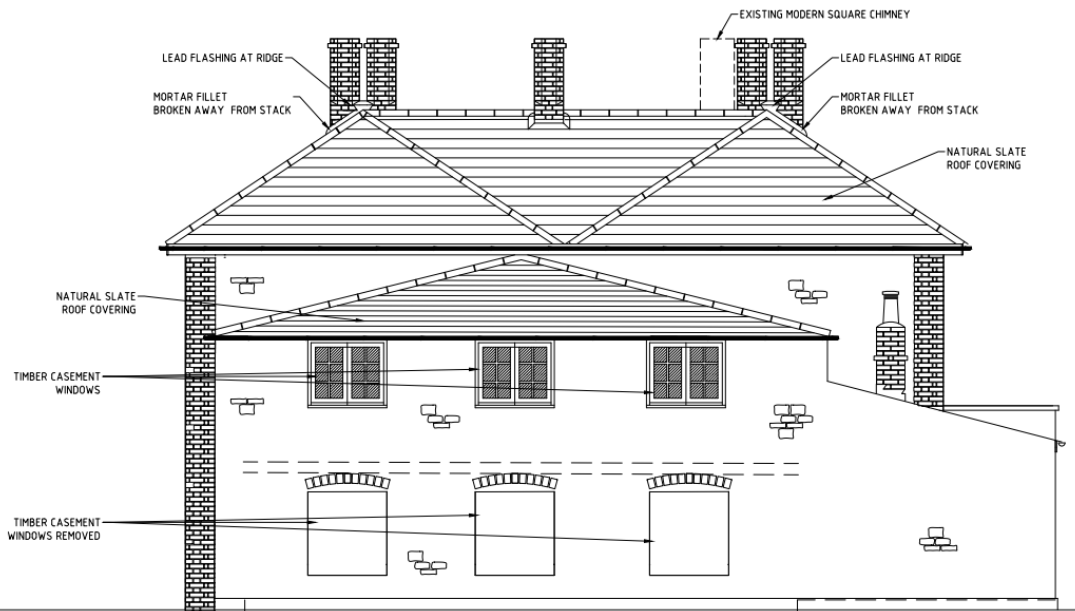 EXISTING MODERN SQUARE CHIMNEY
LEAD FLASHING AT RIDGE
LEAD FLASHING AT RIDGE
MORTAR FILLET
BROKEN AWAY FROM STACK
MORTAR FILLET
BROKEN AWAY FROM STACK
NATURAL SLATE
ROOF COVERING
NATURAL SLATE
ROOF COVERING
TIMBER CASEMENT
WINDOWS
TIMBER CASEMENT
WINDOWS REMOVED